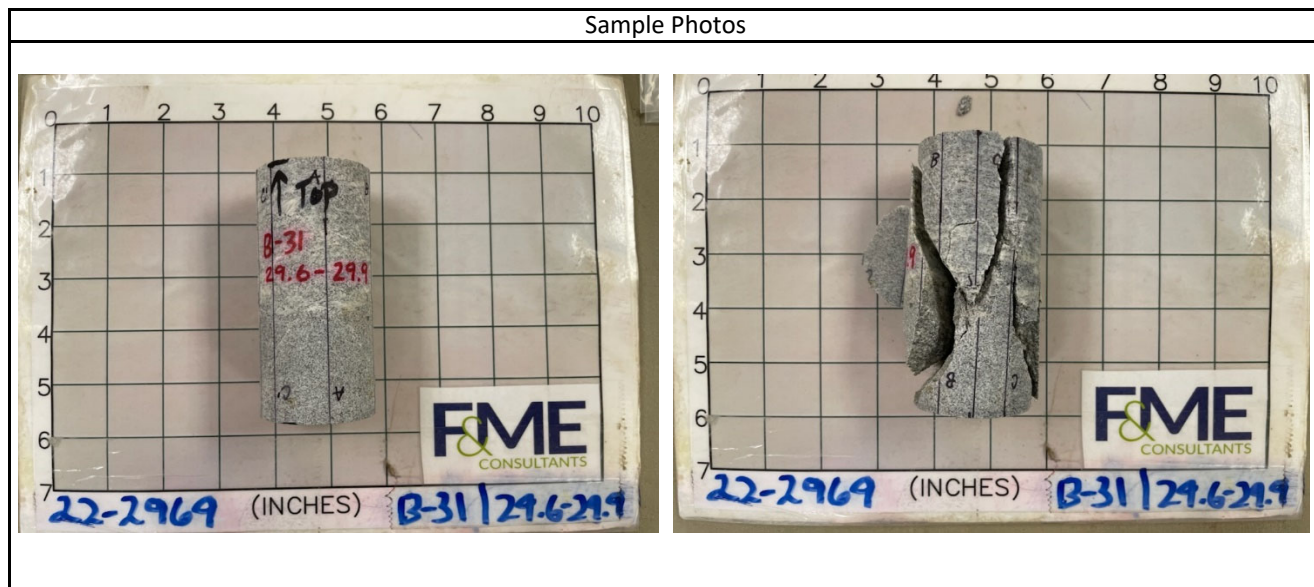 Sample Photos
0 1 2 3 4 5 6 7 8 9 10
1
2
3
4
5
6
7
Top
A
B-31
29.6-29.9
C A
F&ME
CONSULTANTS
22-2969 (INCHES) B-31 | 29.6-29.9
0 1 2 3 4 5 6 7 8 9 10
1
2
3
4
5
6
7
B C
.9
B C
F&ME
CONSULTANTS
22-2969 (INCHES) B-31 | 29.6-29.9